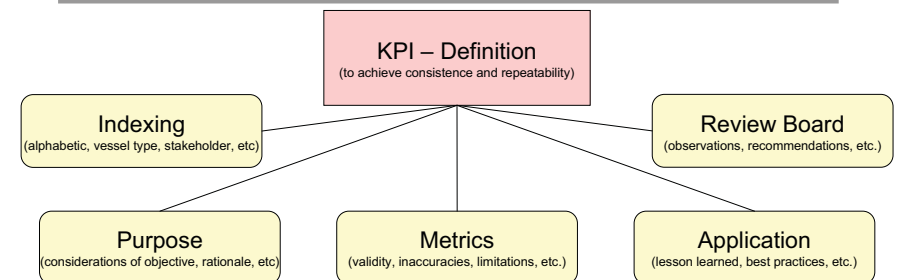 KPI – Definition
(to achieve consistence and repeatability)
Indexing
(alphabetic, vessel type, stakeholder, etc)
Review Board
(observations, recommendations, etc.)
Purpose
(considerations of objective, rationale, etc)
Metrics
(validity, inaccuracies, limitations, etc.)
Application
(lesson learned, best practices, etc.)